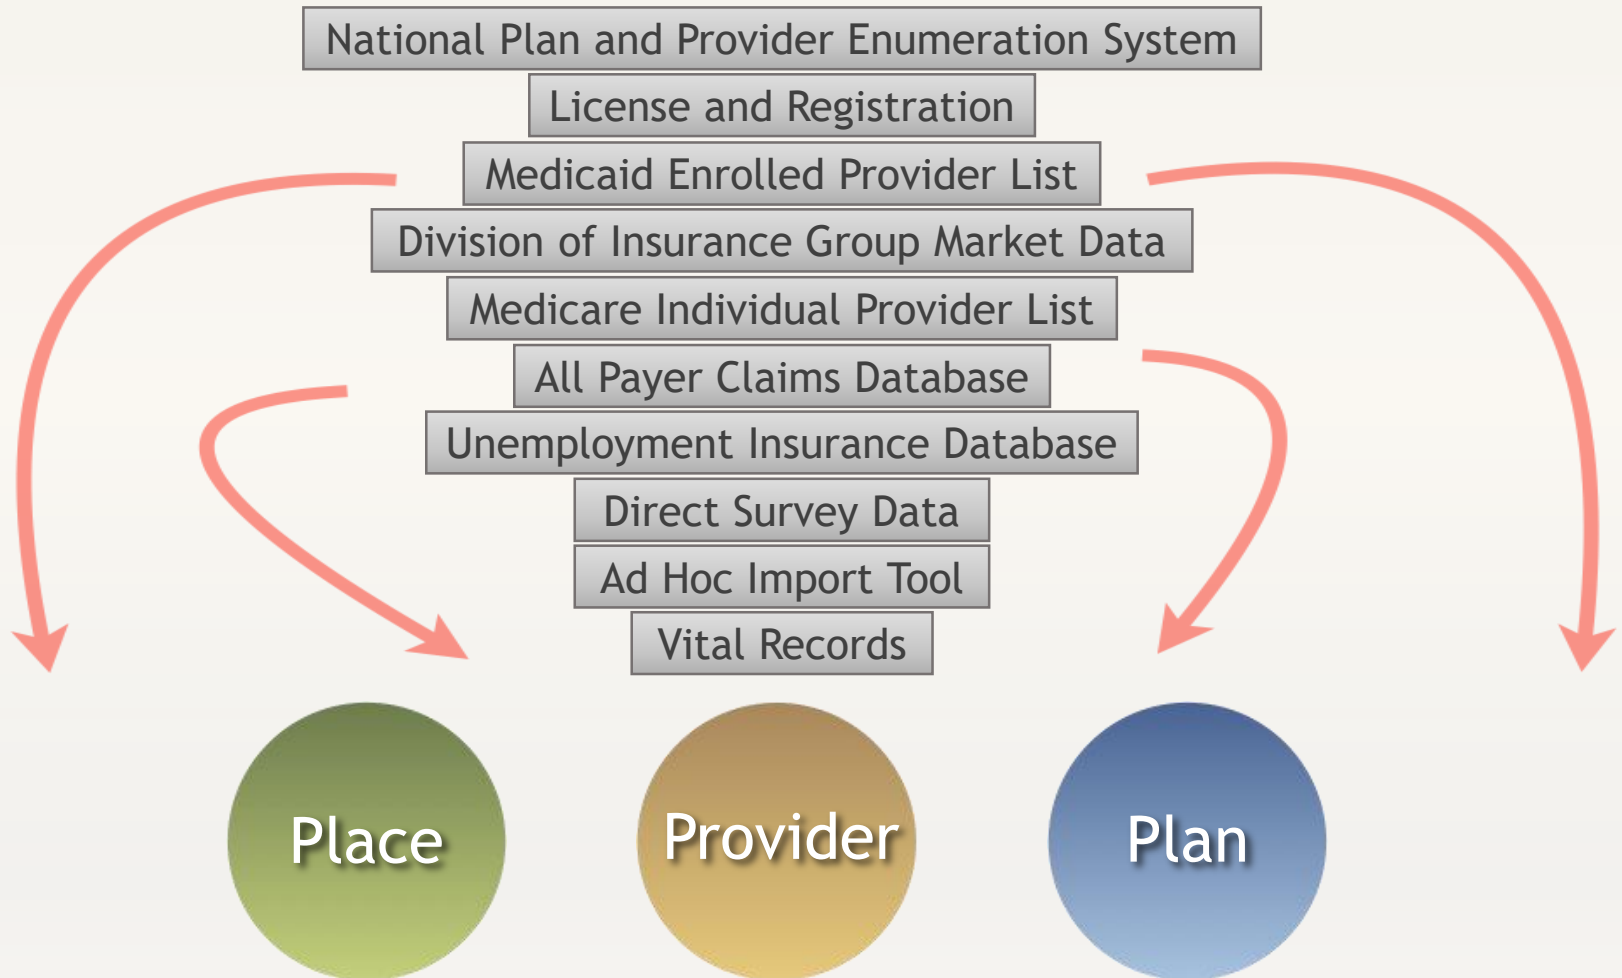 National Plan and Provider Enumeration System
License and Registration
Medicaid Enrolled Provider List
Division of Insurance Group Market Data
Medicare Individual Provider List
All Payer Claims Database
Unemployment Insurance Database
Direct Survey Data
Ad Hoc Import Tool
Vital Records
Place
Provider
Plan